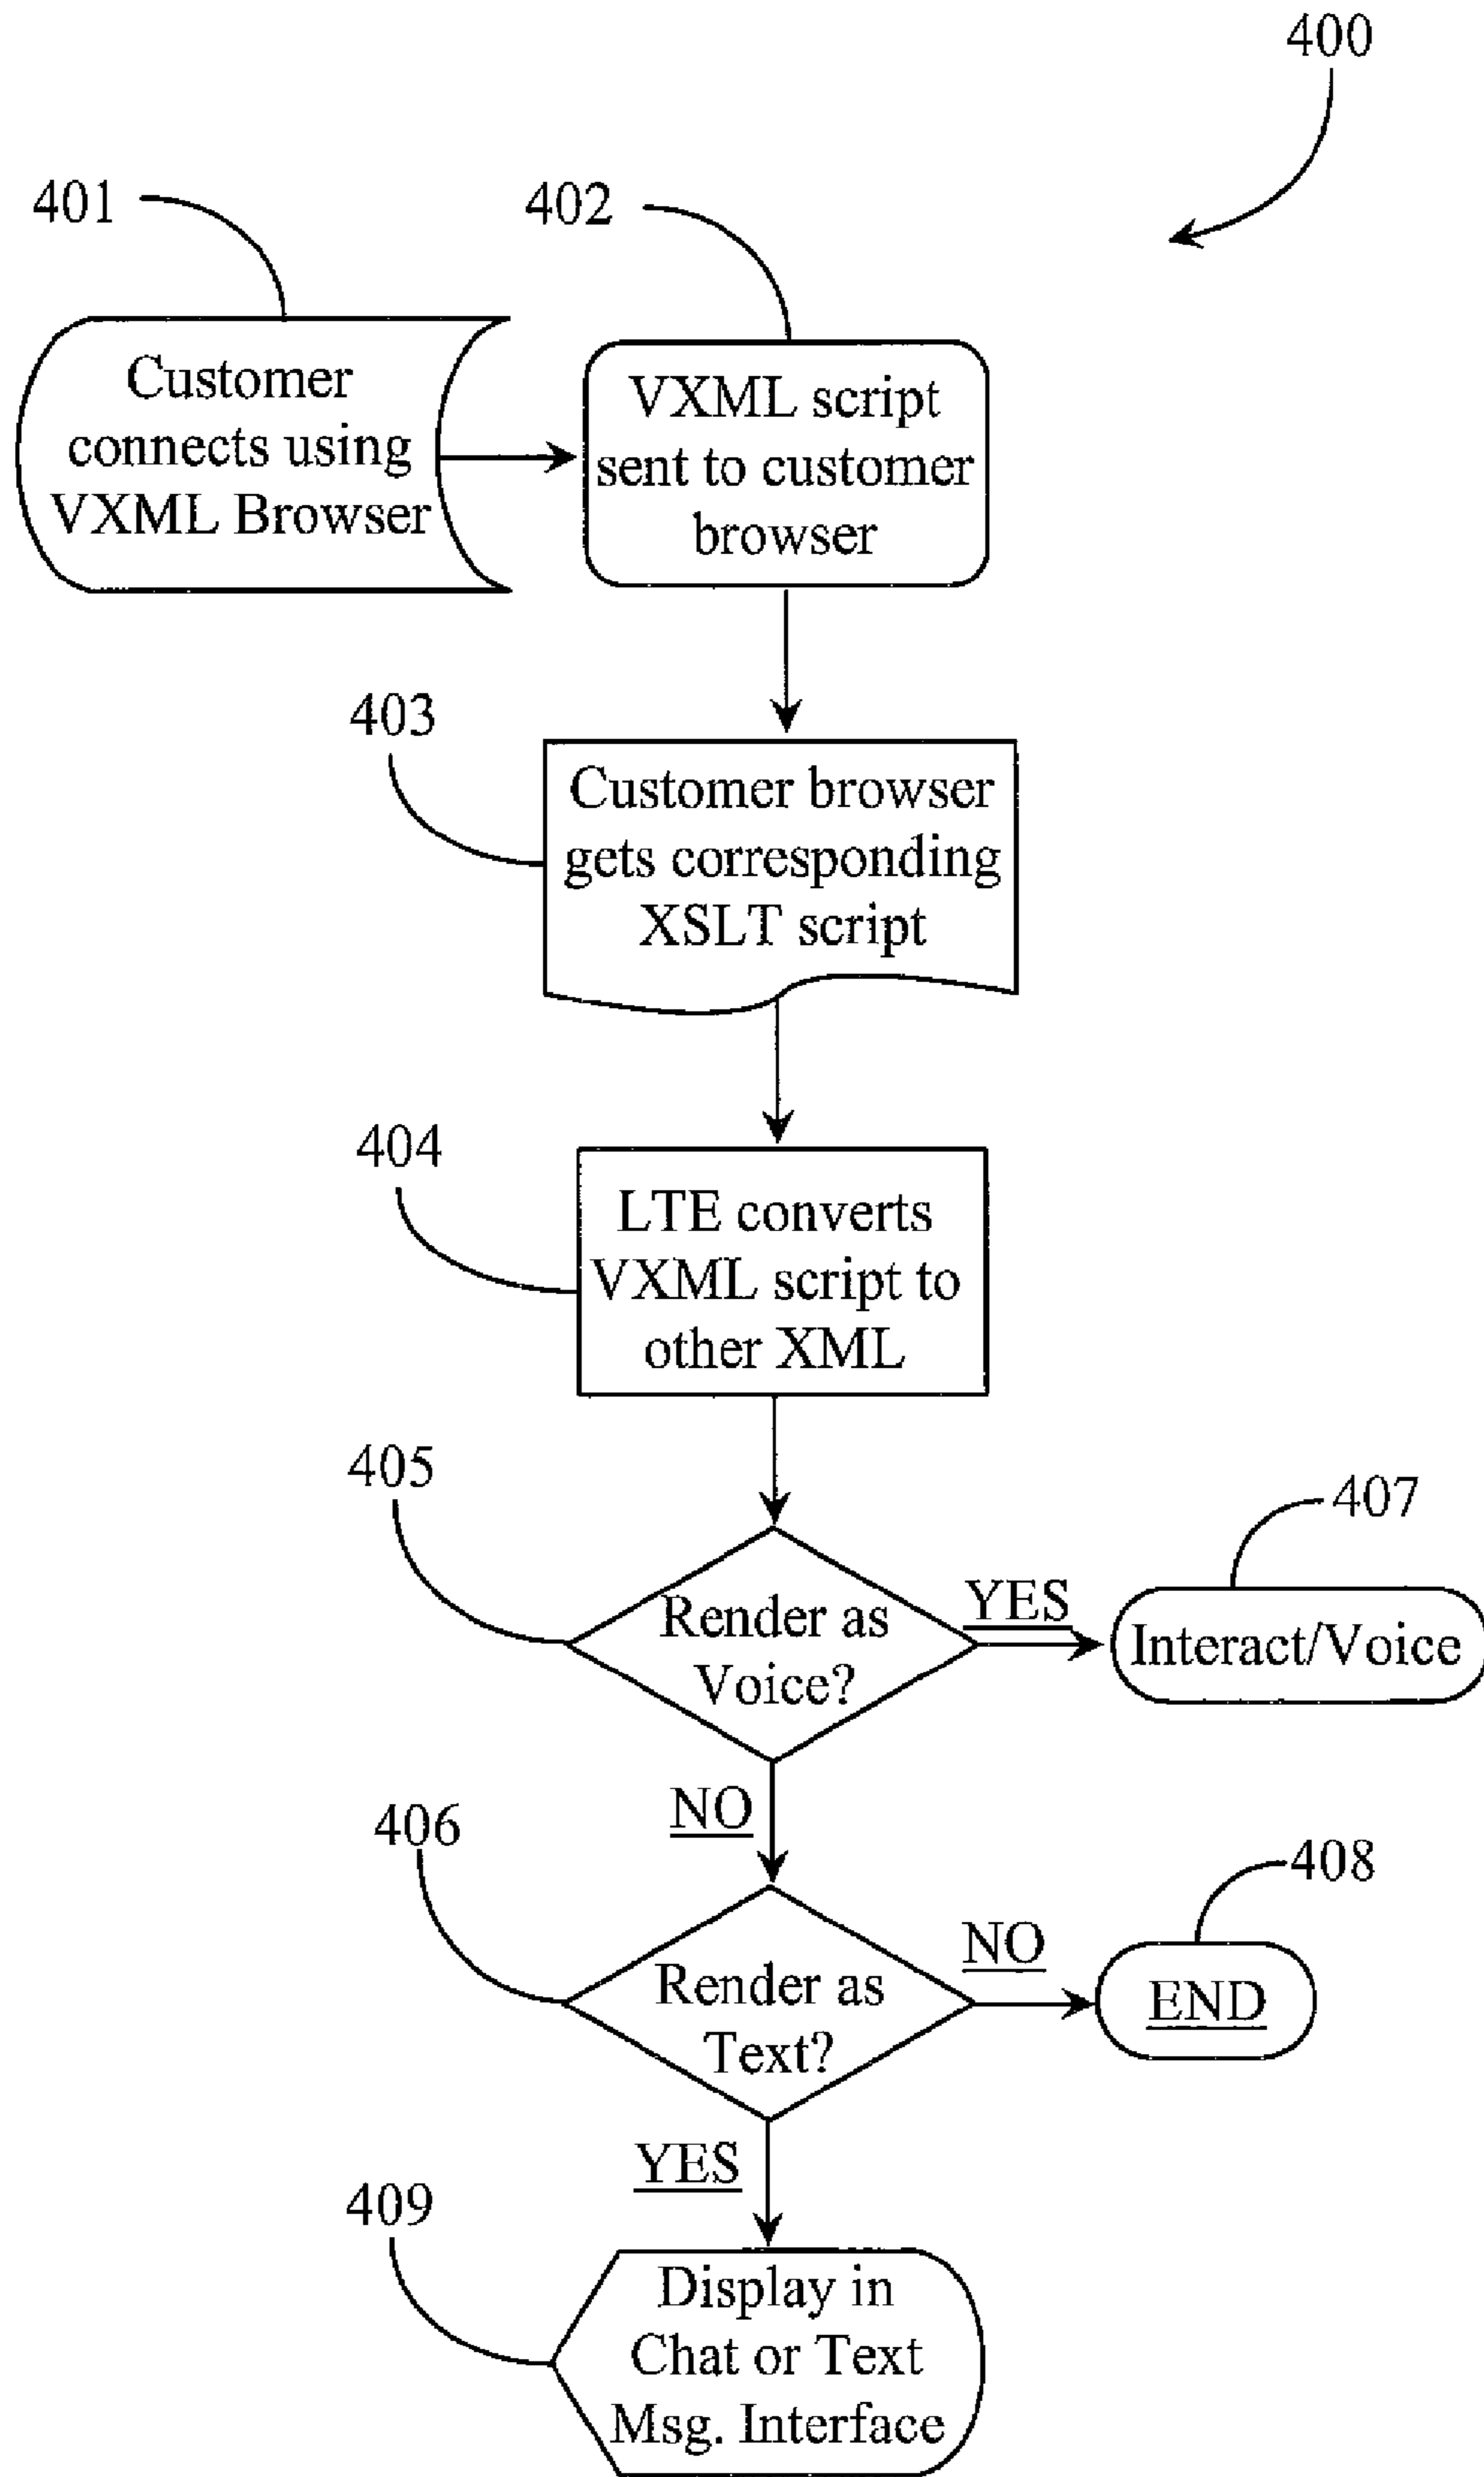 400
401
402
Customer
connects using
VXML Browser
VXML script
sent to customer
browser
403
Customer browser
gets corresponding
XSLT script
404
LTE converts
VXML script to
other XML
405
407
Render as
Voice?
YES
Interact/Voice
NO
406
408
Render as
Text?
NO
END
YES
409
Display in
Chat or Text
Msg. Interface